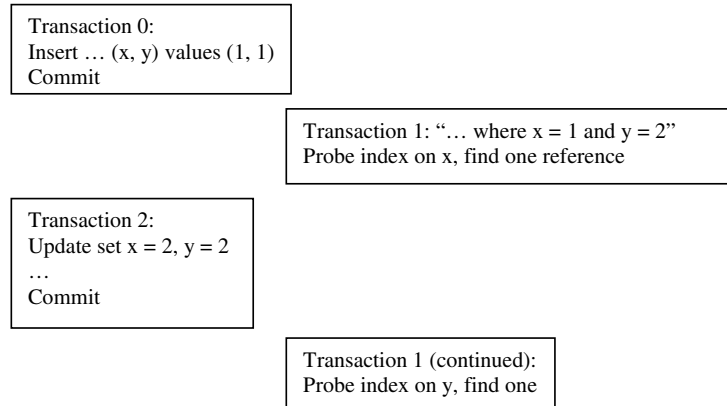 Transaction 0:
Insert … (x, y) values (1, 1)
Commit
Transaction 1: “… where x = 1 and y = 2”
Probe index on x, find one reference
Transaction 2:
Update set x = 2, y = 2
…
Commit
Transaction 1 (continued):
Probe index on y, find one